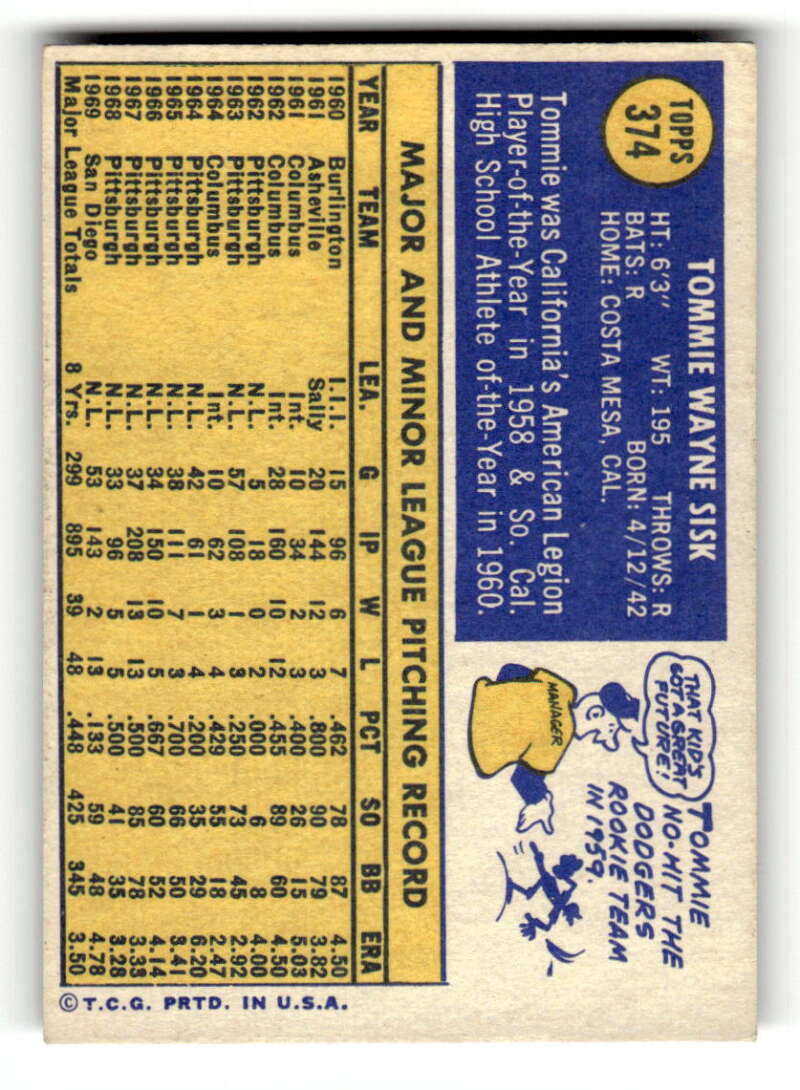 TOPPS
374
TOMMIE WAYNE SISK
HT: 6'3" WT: 195 THROWS: R
BATS: R BORN: 4/12/42
HOME: COSTA MESA, CAL.
Tommie was California's American Legion
Player-of-the-Year in 1958 & So. Cal.
High School Athlete of-the-Year in 1960.
THAT KID'S
GOT A GREAT
FUTURE!
MANAGER
TOMMIE
NO-HIT THE
DODGERS
ROOKIE TEAM
IN 1959.
MAJOR AND MINOR LEAGUE PITCHING RECORD
YEAR TEAM LEA. G IP W L PCT SO BB ERA
1960 Burlington I.I.I. 15 96 6 7 .462 78 87 4.50
1961 Asheville Sally 20 144 12 3 .800 90 79 3.82
1961 Columbus Int. 10 34 2 3 .400 26 15 5.03
1962 Columbus Int. 28 160 10 12 .455 89 60 4.50
1962 Pittsburgh N.L. 5 18 0 2 .000 6 8 4.00
1963 Pittsburgh N.L. 57 108 1 3 .250 73 45 2.92
1964 Columbus Int. 10 62 3 4 .429 55 18 2.47
1964 Pittsburgh N.L. 42 61 1 4 .200 35 29 6.20
1965 Pittsburgh N.L. 38 111 7 3 .700 66 50 3.41
1966 Pittsburgh N.L. 34 150 10 5 .667 60 52 4.14
1967 Pittsburgh N.L. 37 208 13 13 .500 85 78 3.33
1968 Pittsburgh N.L. 33 96 5 5 .500 41 35 3.28
1969 San Diego N.L. 53 143 2 13 .133 59 48 4.78
Major League Totals 8 Yrs. 299 895 39 48 .448 425 345 3.50
© T.C.G. PRTD. IN U.S.A.